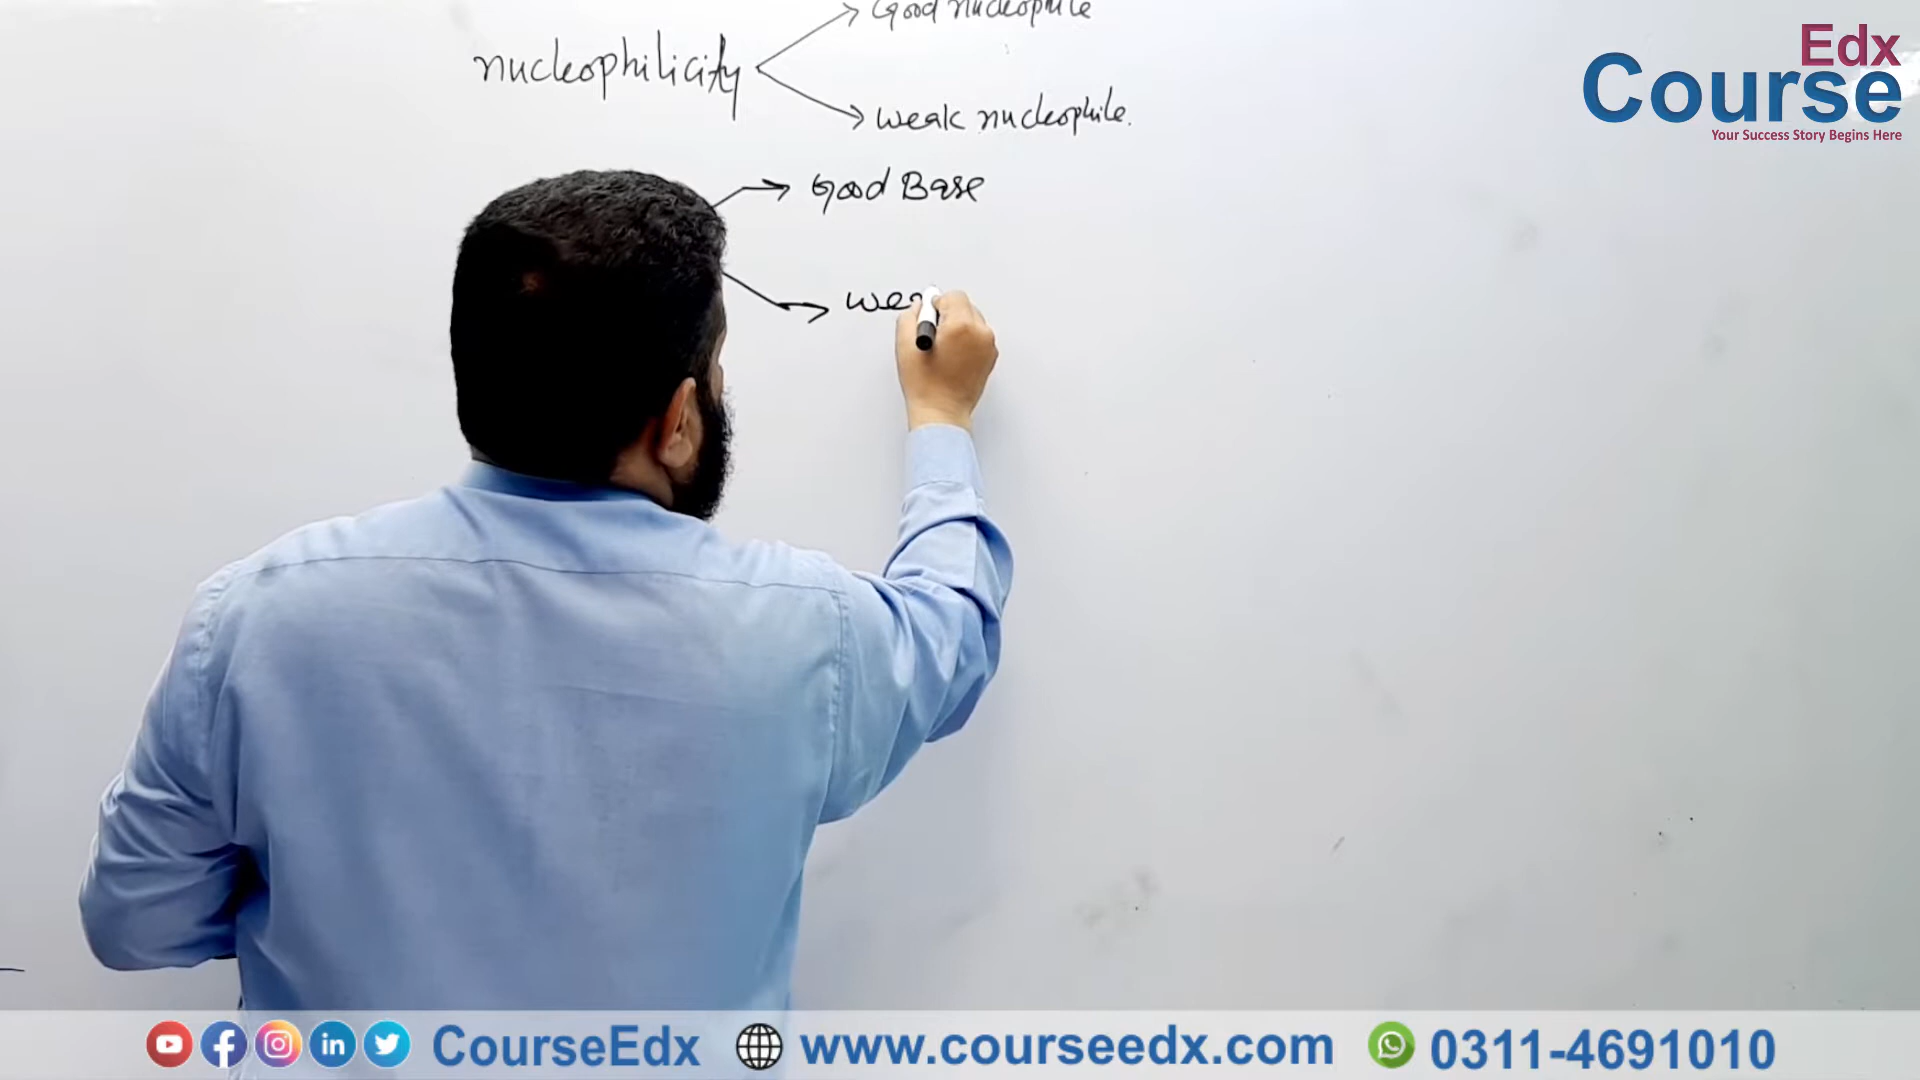 Good nucleophile
nucleophilicity
weak nucleophile.
Good Base
Edx
Course
Your Success Story Begins Here
CourseEdx
www.courseedx.com
0311-4691010